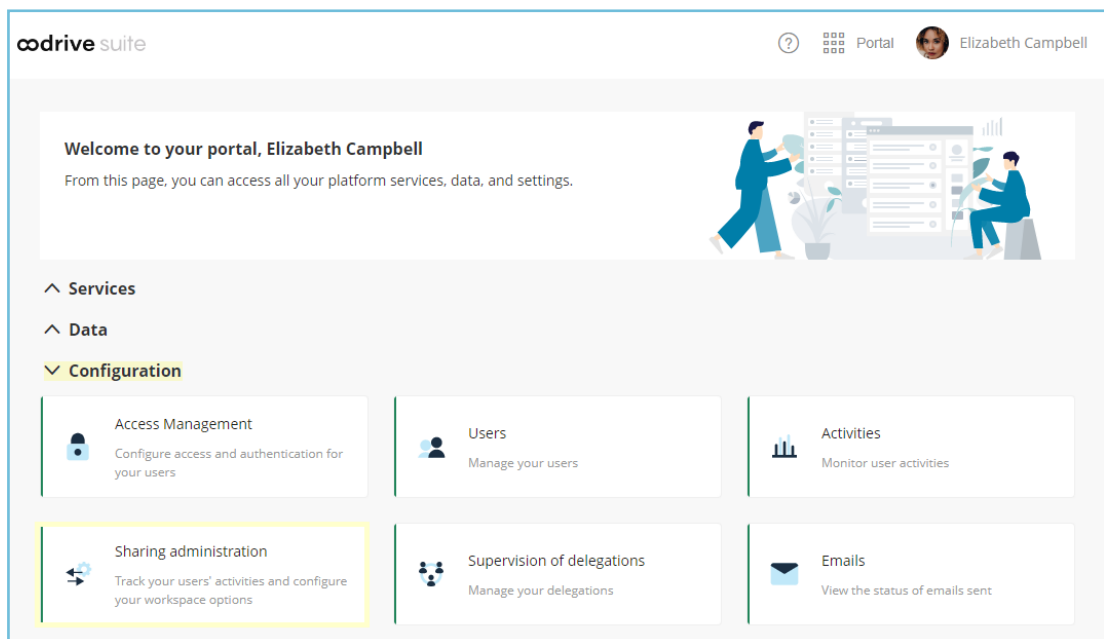 oodrive suite
? Portal Elizabeth Campbell
Welcome to your portal, Elizabeth Campbell
From this page, you can access all your platform services, data, and settings.
Services
Data
Configuration
Access Management
Configure access and authentication for
your users
Users
Manage your users
Activities
Monitor user activities
Sharing administration
Track your users' activities and configure
your workspace options
Supervision of delegations
Manage your delegations
Emails
View the status of emails sent